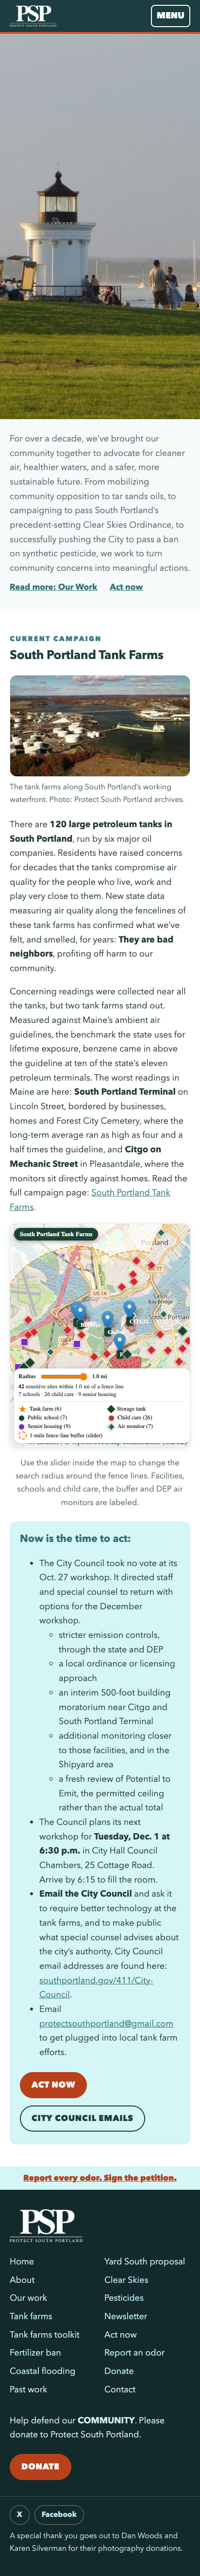 PSP
PROTECT SOUTH PORTLAND
MENU
For over a decade, we've brought our
community together to advocate for cleaner
air, healthier waters, and a safer, more
sustainable future. From mobilizing
community opposition to tar sands oil, to
campaigning to pass South Portland's
precedent-setting Clear Skies Ordinance, to
successfully pushing the City to pass a ban
on synthetic pesticide, we work to turn
community concerns into meaningful actions.
Read more: Our Work Act now
CURRENT CAMPAIGN
South Portland Tank Farms
The tank farms along South Portland's working
waterfront. Photo: Protect South Portland archives.
There are 120 large petroleum tanks in
South Portland, run by six major oil
companies. Residents have raised concerns
for decades that the tanks compromise air
quality for the people who live, work and
play very close to them. New state data
measuring air quality along the fencelines of
these tank farms has confirmed what we've
felt, and smelled, for years: They are bad
neighbors, profiting off harm to our
community.
Concerning readings were collected near all
the tanks, but two tank farms stand out.
Measured against Maine's ambient air
guidelines, the benchmark the state uses for
lifetime exposure, benzene came in above
the guideline at ten of the state's eleven
petroleum terminals. The worst readings in
Maine are here: South Portland Terminal on
Lincoln Street, bordered by businesses,
homes and Forest City Cemetery, where the
long-term average ran as high as four and a
half times the guideline, and Citgo on
Mechanic Street in Pleasantdale, where the
monitors sit directly against homes. Read the
full campaign page: South Portland Tank
Farms.
South Portland Tank Farms
Portland
Radius 1.0 mi
42 sensitive sites within 1.0 mi of a fence line
7 schools · 26 child care · 9 senior housing
Tank farm (6)
Storage tank
Public school (7)
Child care (26)
Senior housing (9)
Air monitor (7)
1-mile fence-line buffer (slider)
Use the slider inside the map to change the
search radius around the fence lines. Facilities,
schools and child care, the buffer and DEP air
monitors are labeled.
Now is the time to act:
• The City Council took no vote at its
Oct. 27 workshop. It directed staff
and special counsel to return with
options for the December
workshop.
◦ stricter emission controls,
through the state and DEP
◦ a local ordinance or licensing
approach
◦ an interim 500-foot building
moratorium near Citgo and
South Portland Terminal
◦ additional monitoring closer
to those facilities, and in the
Shipyard area
◦ a fresh review of Potential to
Emit, the permitted ceiling
rather than the actual total
• The Council plans its next
workshop for Tuesday, Dec. 1 at
6:30 p.m. in City Hall Council
Chambers, 25 Cottage Road.
Arrive by 6:15 to fill the room.
• Email the City Council and ask it
to require better technology at the
tank farms, and to make public
what special counsel advises about
the city's authority. City Council
email addresses are found here:
southportland.gov/411/City-
Council.
• Email
protectsouthportland@gmail.com
to get plugged into local tank farm
efforts.
ACT NOW
CITY COUNCIL EMAILS
Report every odor. Sign the petition.
PSP
PROTECT SOUTH PORTLAND
Home
About
Our work
Tank farms
Tank farms toolkit
Fertilizer ban
Coastal flooding
Past work
Yard South proposal
Clear Skies
Pesticides
Newsletter
Act now
Report an odor
Donate
Contact
Help defend our COMMUNITY. Please
donate to Protect South Portland.
DONATE
X
Facebook
A special thank you goes out to Dan Woods and
Karen Silverman for their photography donations.